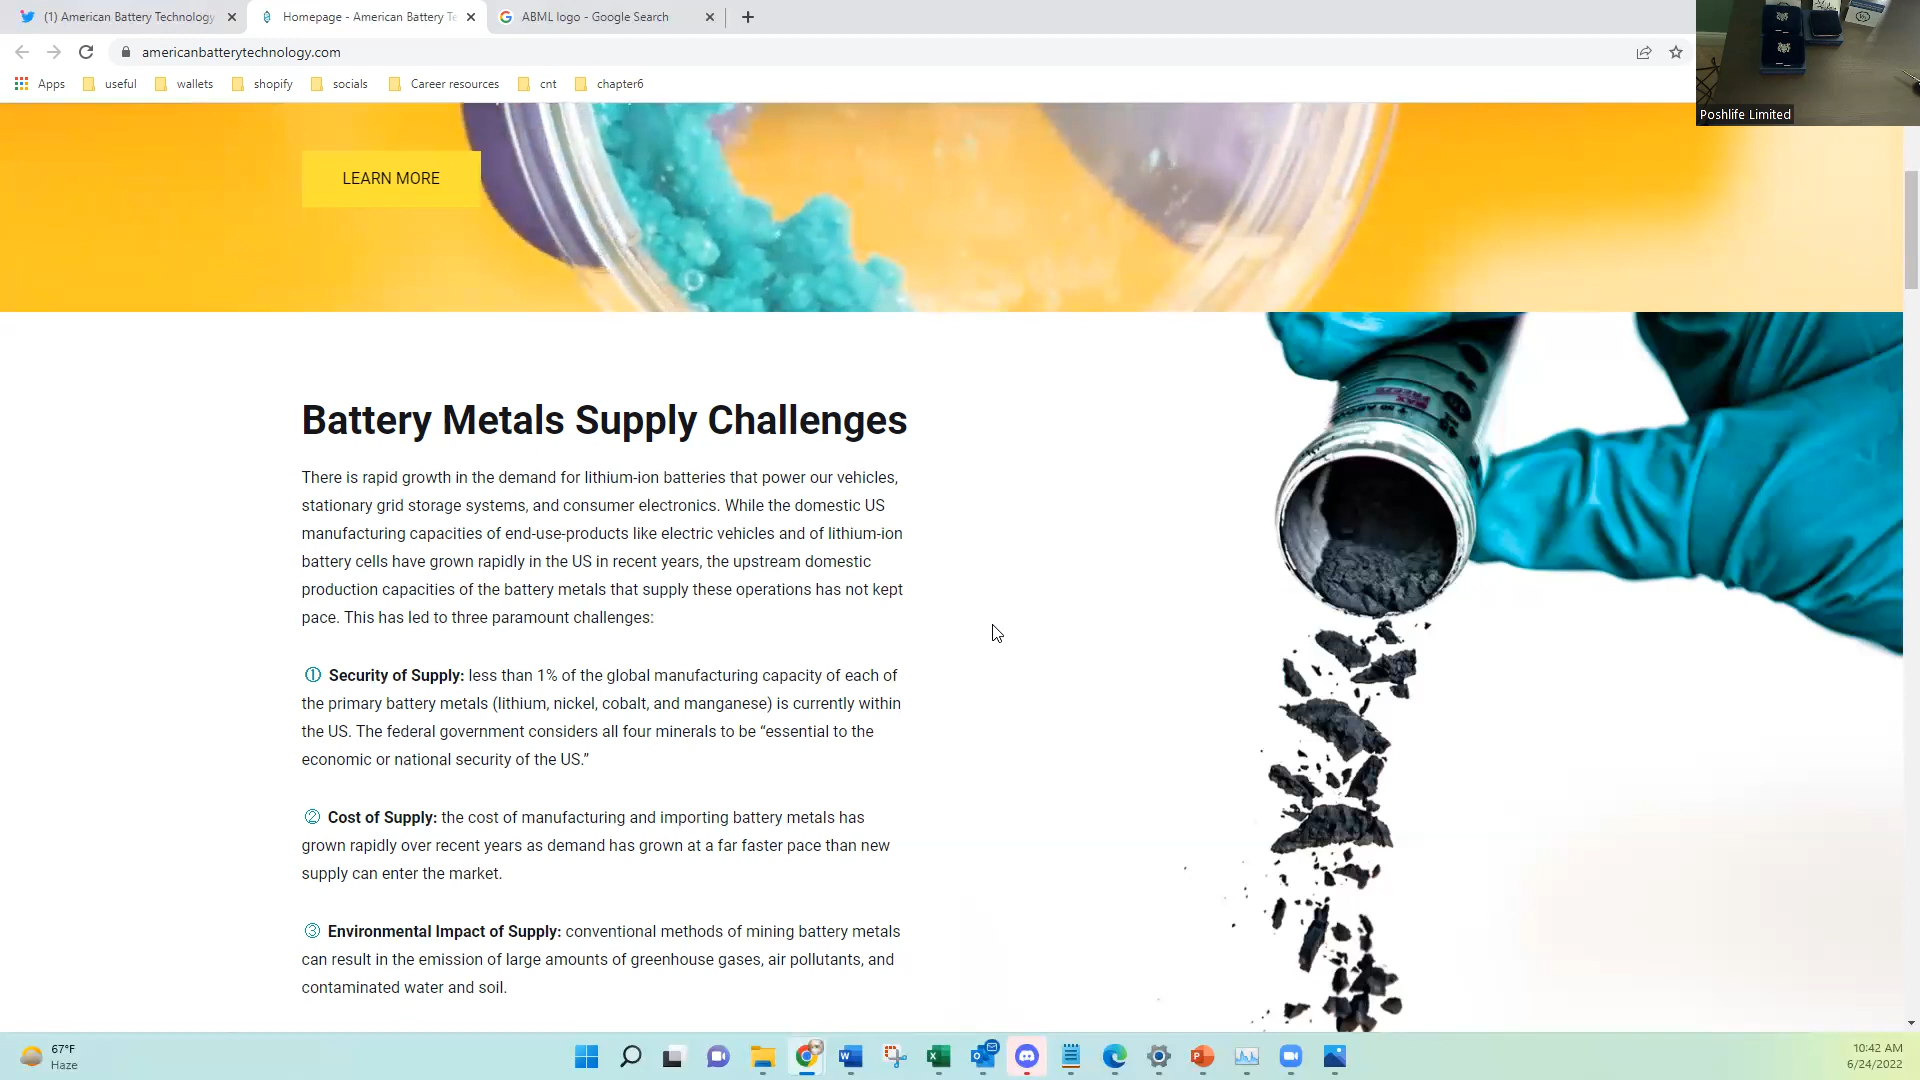 (1) American Battery Technology
Homepage - American Battery Te
ABML logo - Google Search
americanbatterytechnology.com
Apps
useful
wallets
shopify
socials
Career resources
cnt
chapter6
Poshlife Limited
LEARN MORE
Battery Metals Supply Challenges
There is rapid growth in the demand for lithium-ion batteries that power our vehicles,
stationary grid storage systems, and consumer electronics. While the domestic US
manufacturing capacities of end-use-products like electric vehicles and of lithium-ion
battery cells have grown rapidly in the US in recent years, the upstream domestic
production capacities of the battery metals that supply these operations has not kept
pace. This has led to three paramount challenges:
① Security of Supply: less than 1% of the global manufacturing capacity of each of
the primary battery metals (lithium, nickel, cobalt, and manganese) is currently within
the US. The federal government considers all four minerals to be “essential to the
economic or national security of the US.”
② Cost of Supply: the cost of manufacturing and importing battery metals has
grown rapidly over recent years as demand has grown at a far faster pace than new
supply can enter the market.
③ Environmental Impact of Supply: conventional methods of mining battery metals
can result in the emission of large amounts of greenhouse gases, air pollutants, and
contaminated water and soil.
67°F
Haze
10:42 AM
6/24/2022